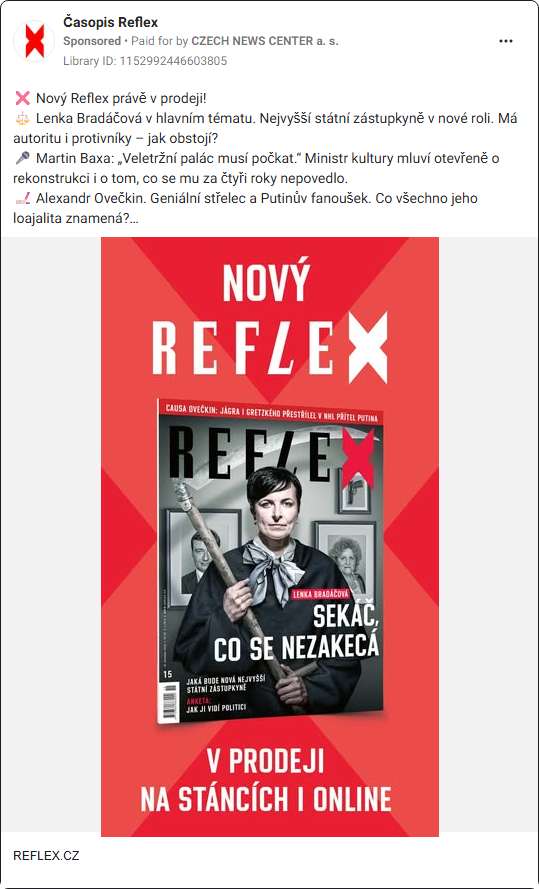 Časopis Reflex
Sponsored • Paid for by CZECH NEWS CENTER a. s.
Library ID: 1152992446603805
❌ Nový Reflex právě v prodeji!
⚖️ Lenka Bradáčová v hlavním tématu. Nejvyšší státní zástupkyně v nové roli. Má
autoritu i protivníky – jak obstojí?
🎤 Martin Baxa: „Veletržní palác musí počkat.“ Ministr kultury mluví otevřeně o
rekonstrukci i o tom, co se mu za čtyři roky nepovedlo.
🏒 Alexandr Ovečkin. Geniální střelec a Putinův fanoušek. Co všechno jeho
loajalita znamená?…
NOVÝ
REFLEX
CAUSA OVEČKIN: JÁGRA I GRETZKÉHO PŘESTŘÍLEL V NHL PŘÍTEL PUTINA
REFLEX
LENKA BRADÁČOVÁ
SEKÁČ,
CO SE NEZAKECÁ
15
JAKÁ BUDE NOVÁ NEJVYŠŠÍ
STÁTNÍ ZÁSTUPKYNĚ
ANKETA:
JAK JI VIDÍ POLITICI
V PRODEJI
NA STÁNCÍCH I ONLINE
REFLEX.CZ